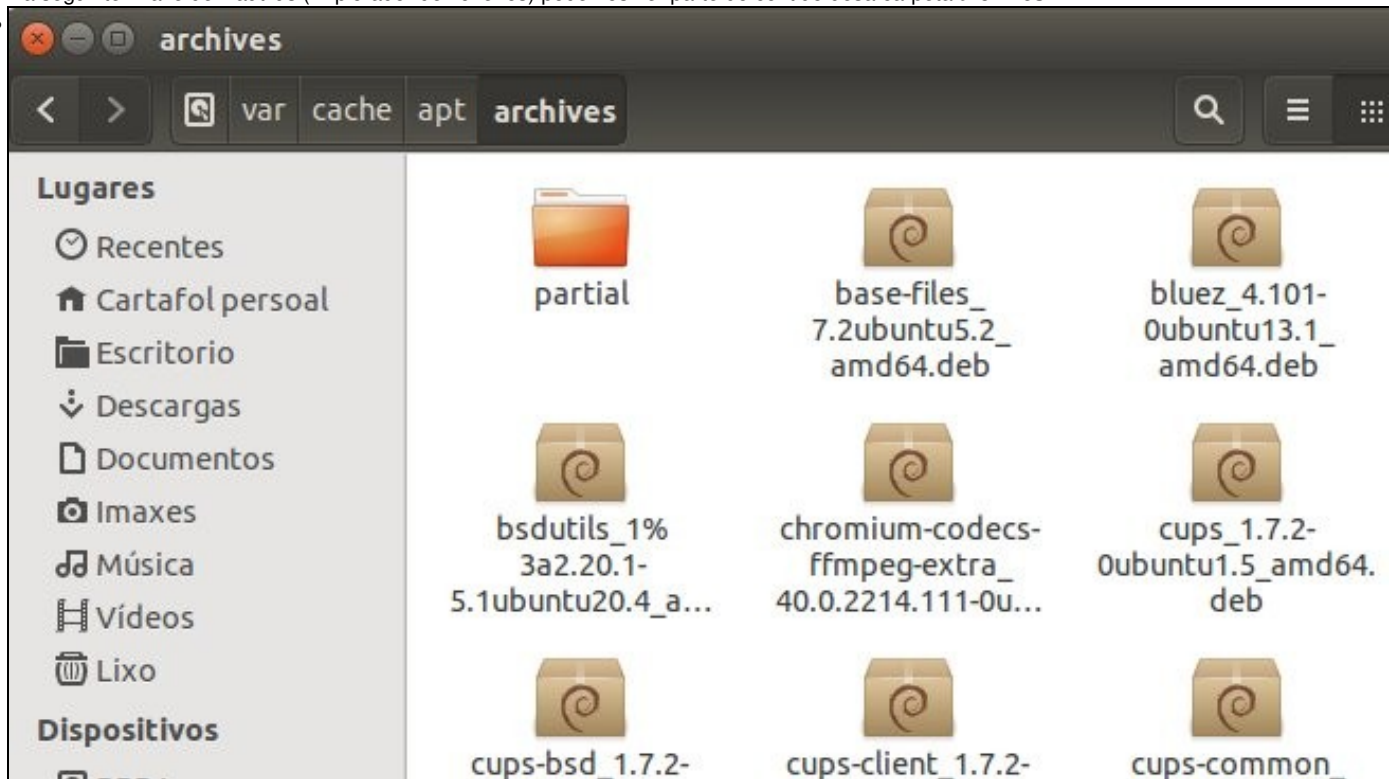 archives
var cache apt archives
Lugares
Recentes
Cartafol persoal
Escritorio
Descargas
Documentos
Imaxes
Música
Vídeos
Lixo
Dispositivos
partial
base-files_
7.2ubuntu5.2_
amd64.deb
bluez_4.101-
0ubuntu13.1_
amd64.deb
bsdutils_1%
3a2.20.1-
5.1ubuntu20.4_a...
chromium-codecs-
ffmpeg-extra_
40.0.2214.111-0u...
cups_1.7.2-
0ubuntu1.5_amd64.
deb
cups-bsd_1.7.2-
cups-client_1.7.2-
cups-common_